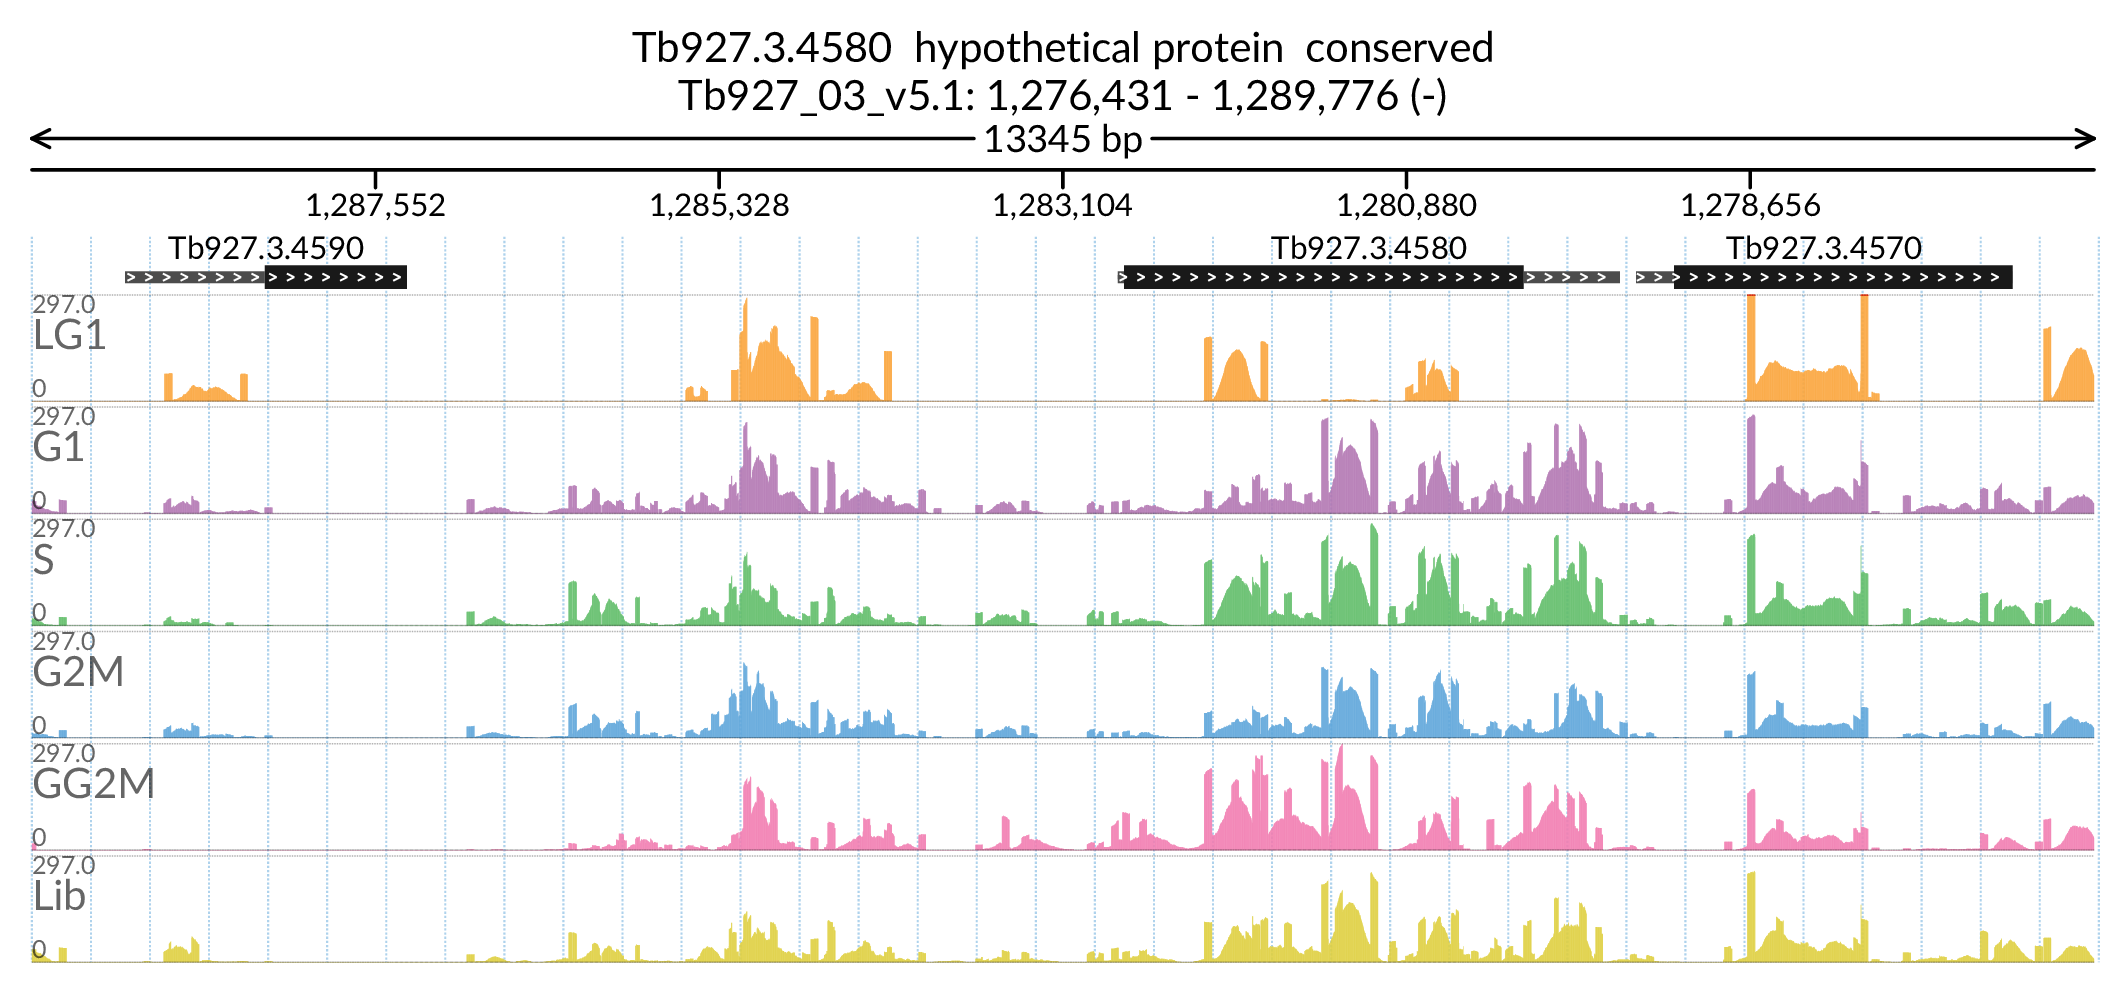 Tb927.3.4580 hypothetical protein conserved
Tb927_03_v5.1: 1,276,431 - 1,289,776 (-)
13345 bp
1,287,552 1,285,328 1,283,104 1,280,880 1,278,656
Tb927.3.4590 Tb927.3.4580 Tb927.3.4570
297.0
LG1
0
297.0
G1
0
297.0
S
0
297.0
G2M
0
297.0
GG2M
0
297.0
Lib
0